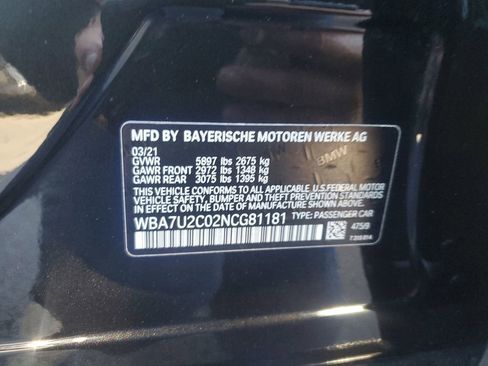 MFD BY BAYERISCHE MOTOREN WERKE AG
03/21
GVWR 5897 lbs 2675 kg
GAWR FRONT 2972 lbs 1348 kg
GAWR REAR 3075 lbs 1395 kg
BMW
THIS VEHICLE CONFORMS TO ALL APPLICABLE U.S.FEDERAL MOTOR
VEHICLE SAFETY, BUMPER, AND THEFT PREVENTION STANDARDS
IN EFFECT ON THE DATE OF MANUFACTURE SHOWN ABOVE.
WBA7U2C02NCG81181 TYPE: PASSENGER CAR
475/9